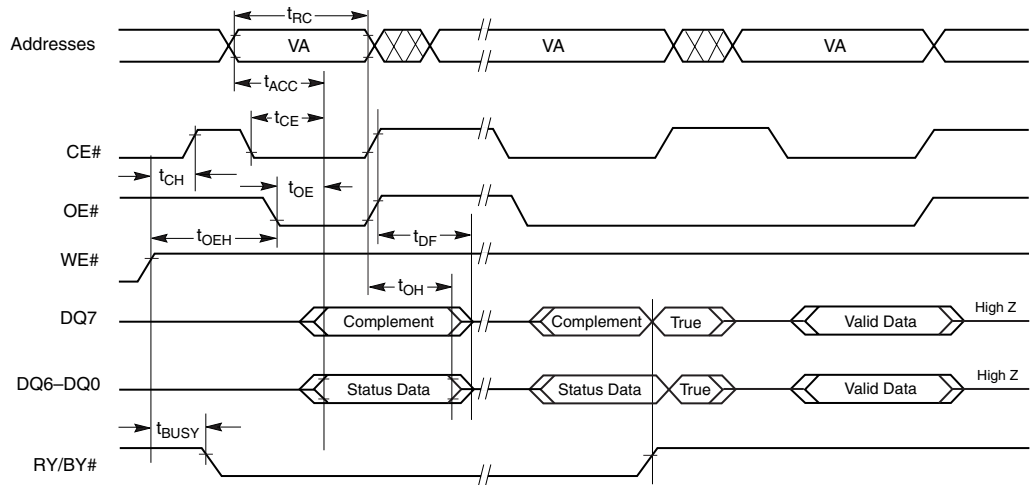 tRC
Addresses VA VA VA
tACC
tCE
CE#
tCH tOE
OE#
tOEH tDF
WE#
tOH
DQ7 Complement Complement True Valid Data High Z
DQ6–DQ0 Status Data Status Data True Valid Data High Z
tBUSY
RY/BY#